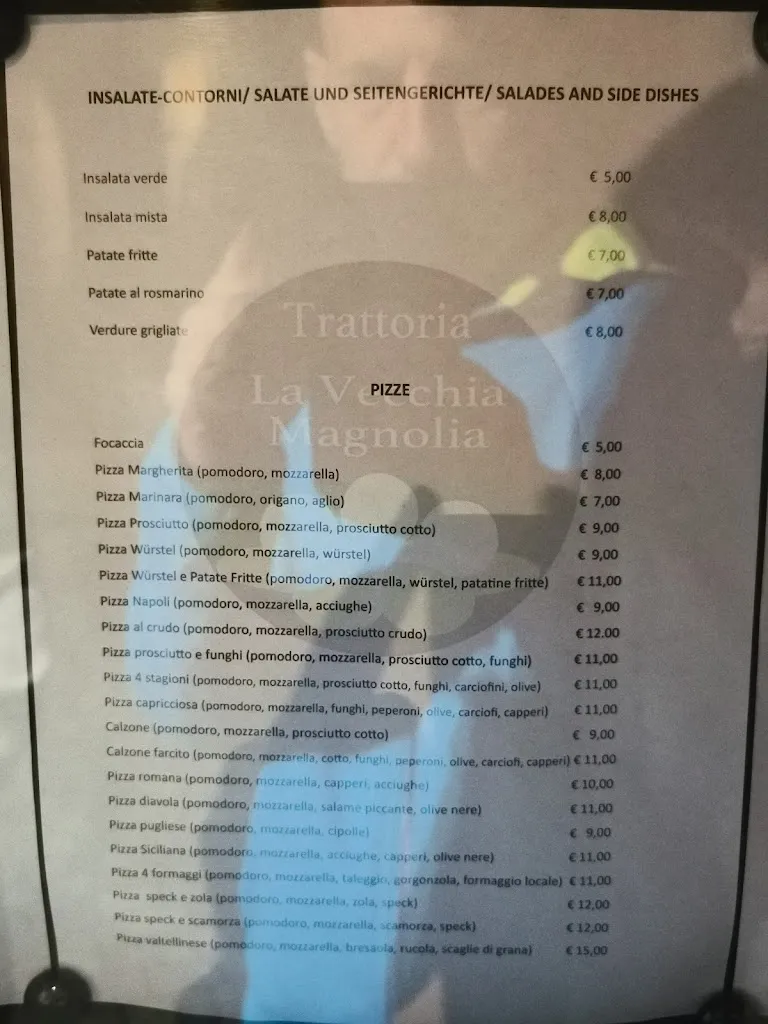 INSALATE-CONTORNI/ SALATE UND SEITENGERICHTE/ SALADES AND SIDE DISHES
Insalata verde € 5,00
Insalata mista € 8,00
Patate fritte € 7,00
Patate al rosmarino € 7,00
Verdure grigliate € 8,00
Trattoria
La Vecchia
Magnolia
PIZZE
Focaccia € 5,00
Pizza Margherita (pomodoro, mozzarella) € 8,00
Pizza Marinara (pomodoro, origano, aglio) € 7,00
Pizza Prosciutto (pomodoro, mozzarella, prosciutto cotto) € 9,00
Pizza Würstel (pomodoro, mozzarella, würstel) € 9,00
Pizza Würstel e Patate Fritte (pomodoro, mozzarella, würstel, patatine fritte) € 11,00
Pizza Napoli (pomodoro, mozzarella, acciughe) € 9,00
Pizza al crudo (pomodoro, mozzarella, prosciutto crudo) € 12.00
Pizza prosciutto e funghi (pomodoro, mozzarella, prosciutto cotto, funghi) € 11,00
Pizza 4 stagioni (pomodoro, mozzarella, prosciutto cotto, funghi, carciofini, olive) € 11,00
Pizza capricciosa (pomodoro, mozzarella, funghi, peperoni, olive, carciofi, capperi) € 11,00
Calzone (pomodoro, mozzarella, prosciutto cotto) € 9,00
Calzone farcito (pomodoro, mozzarella, cotto, funghi, peperoni, olive, carciofi, capperi) € 11,00
Pizza romana (pomodoro, mozzarella, capperi, acciughe) € 10,00
Pizza diavola (pomodoro, mozzarella, salame piccante, olive nere) € 11,00
Pizza pugliese (pomodoro, mozzarella, cipolle) € 9,00
Pizza Siciliana (pomodoro, mozzarella, acciughe, capperi, olive nere) € 11,00
Pizza 4 formaggi (pomodoro, mozzarella, taleggio, gorgonzola, formaggio locale) € 11,00
Pizza speck e zola (pomodoro, mozzarella, zola, speck) € 12,00
Pizza speck e scamorza (pomodoro, mozzarella, scamorza, speck) € 12,00
Pizza valtellinese (pomodoro, mozzarella, bresaola, rucola, scaglie di grana) € 15,00